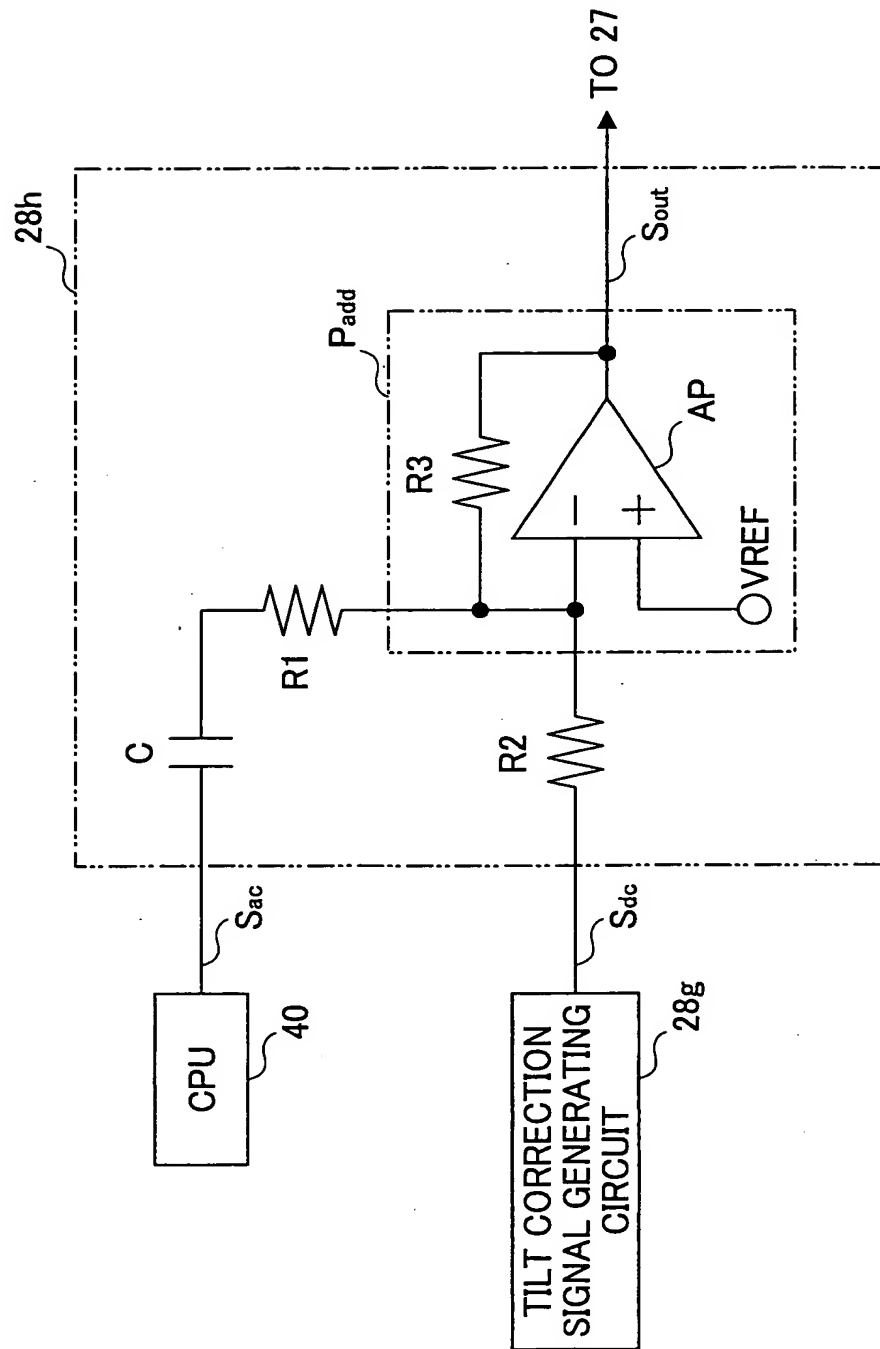 28h
TO 27
Sout
Padd
R3
AP
−
+
VREF
R1
C
R2
Sac
Sdc
CPU
40
TILT CORRECTION
SIGNAL GENERATING
CIRCUIT
28g